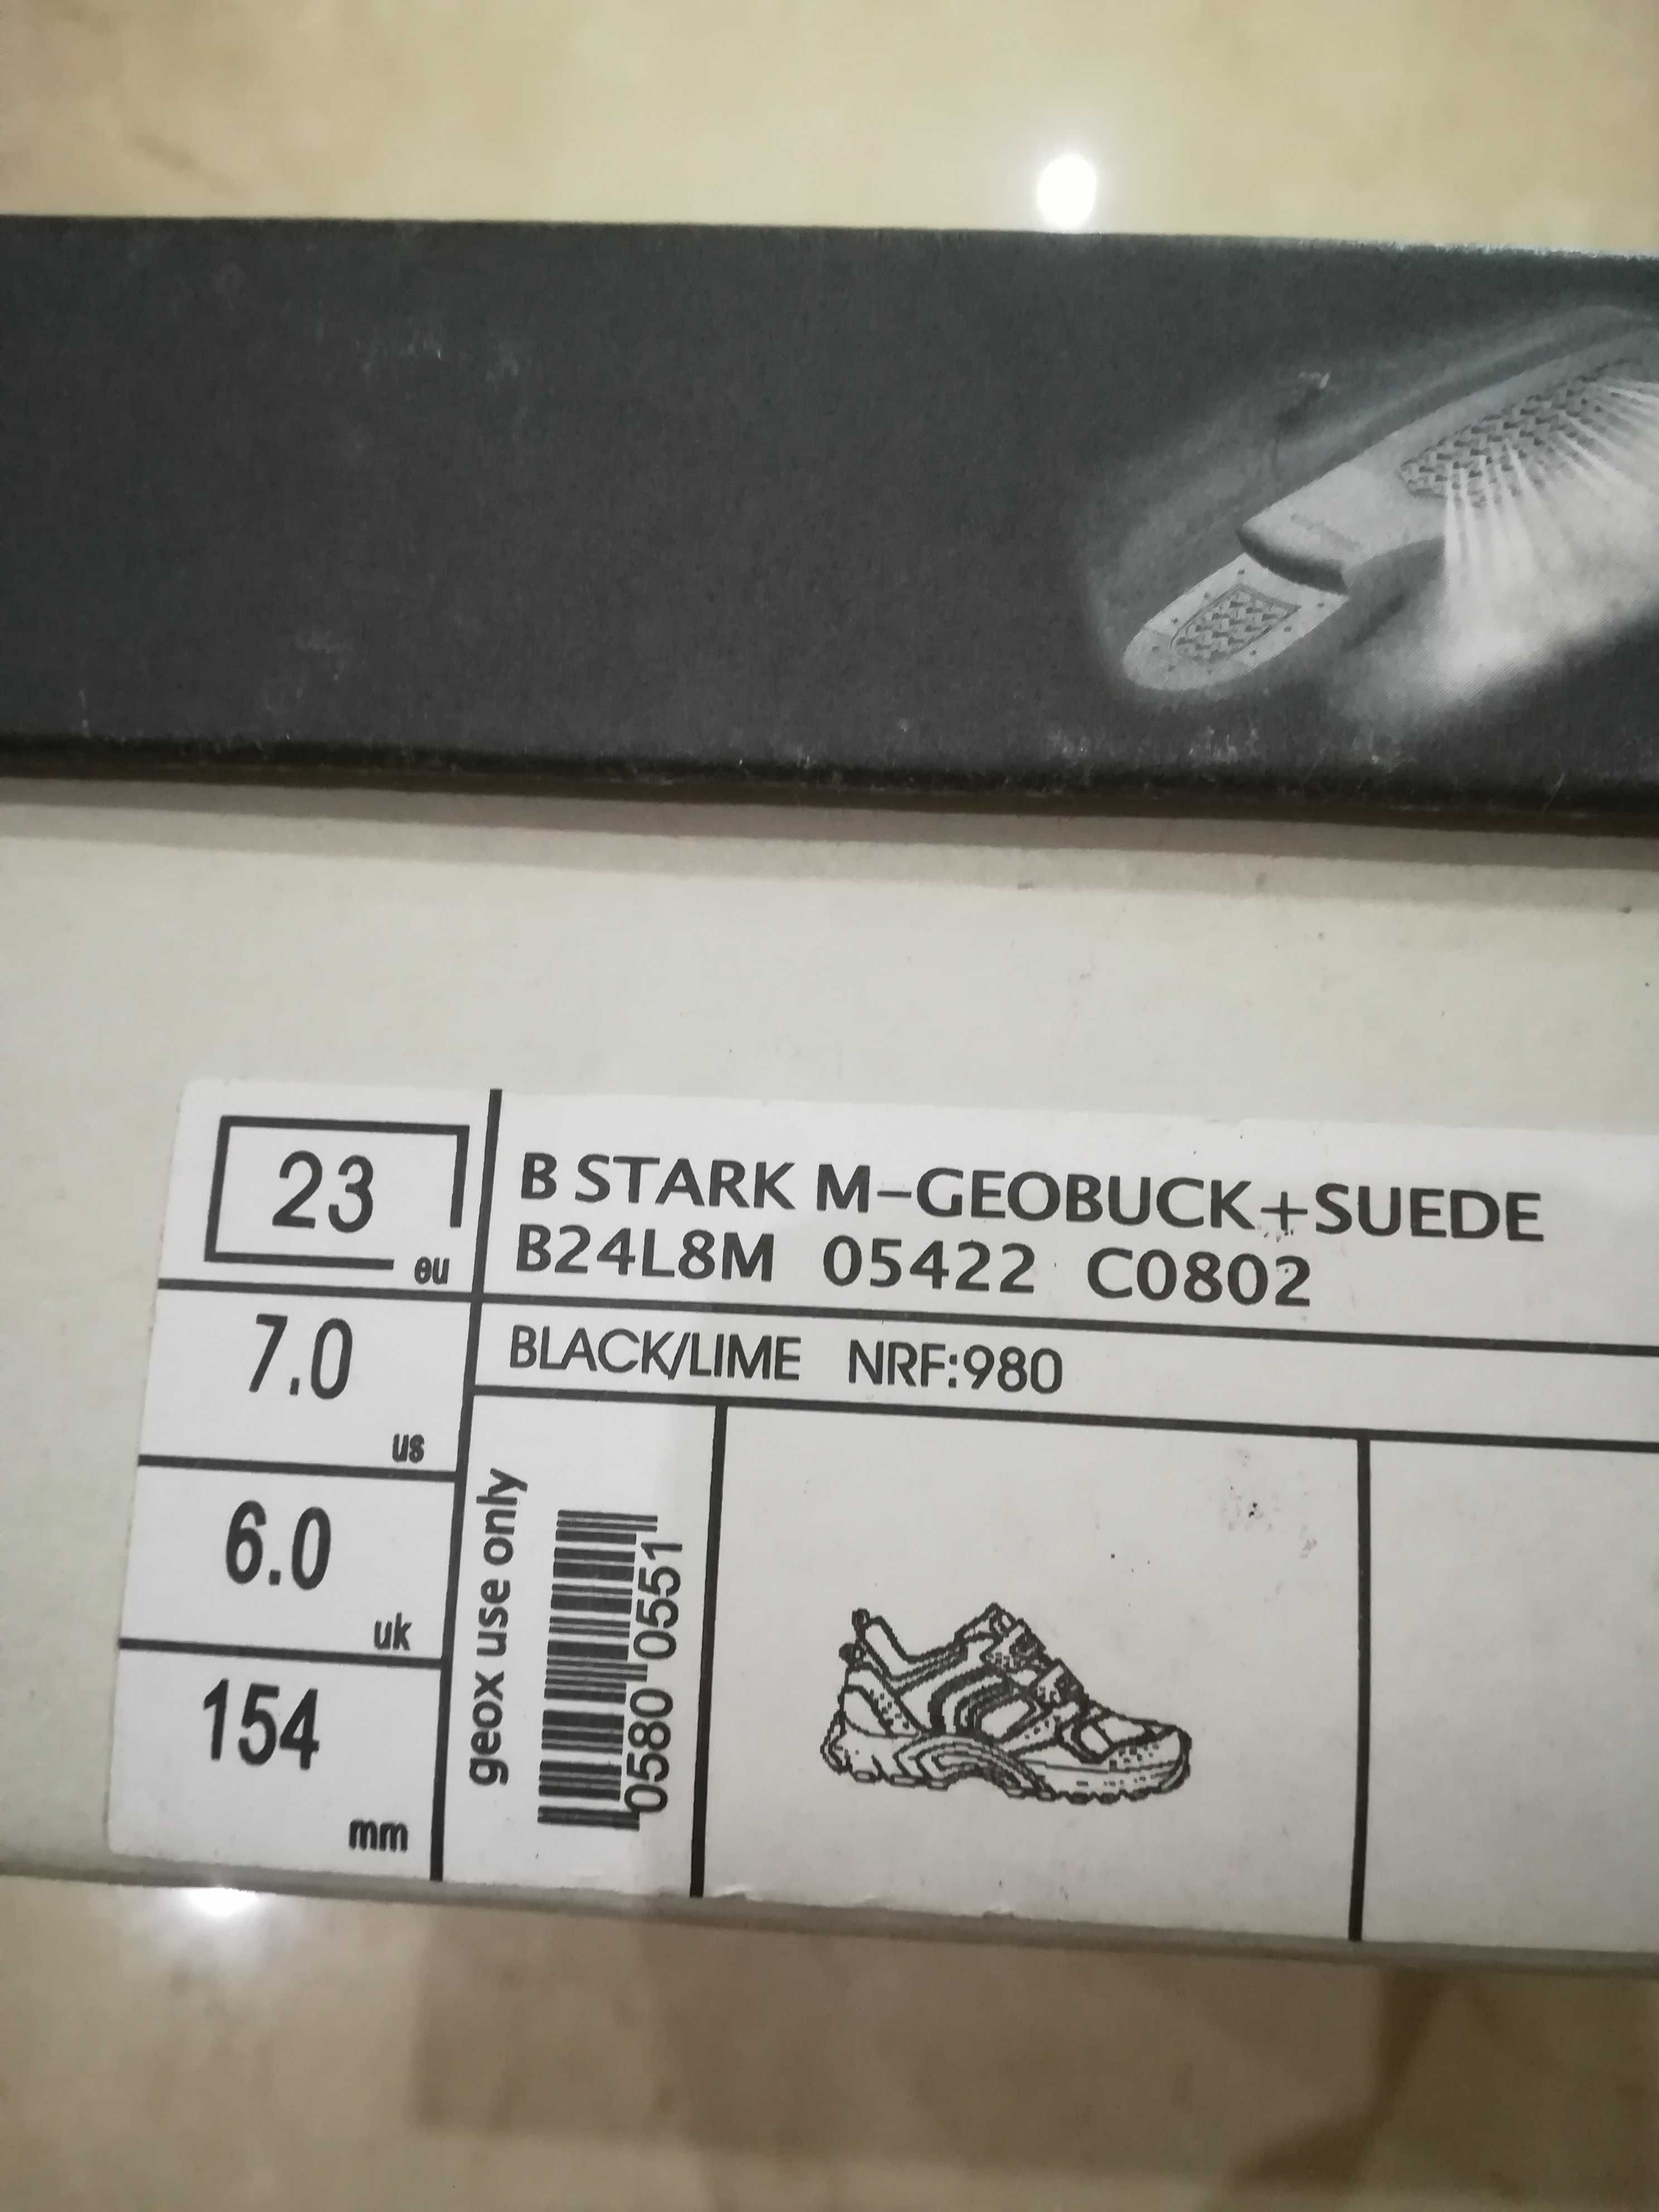 23
eu
7.0
us
6.0
uk
154
mm
B STARK M-GEOBUCK+SUEDE
B24L8M 05422 C0802
BLACK/LIME NRF:980
geox use only
0580 0551